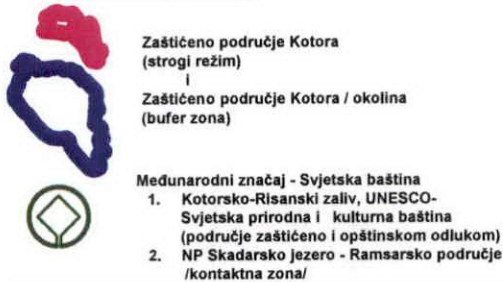 Zaštićeno područje Kotora
(strogi režim)
i
Zaštićeno područje Kotora / okolina
(bufer zona)
Međunarodni značaj - Svjetska baština
1. Kotorsko-Risanski zaliv, UNESCO-
Svjetska prirodna i kulturna baština
(područje zaštićeno i opštinskom odlukom)
2. NP Skadarsko jezero - Ramsarsko područje
/kontaktna zona/